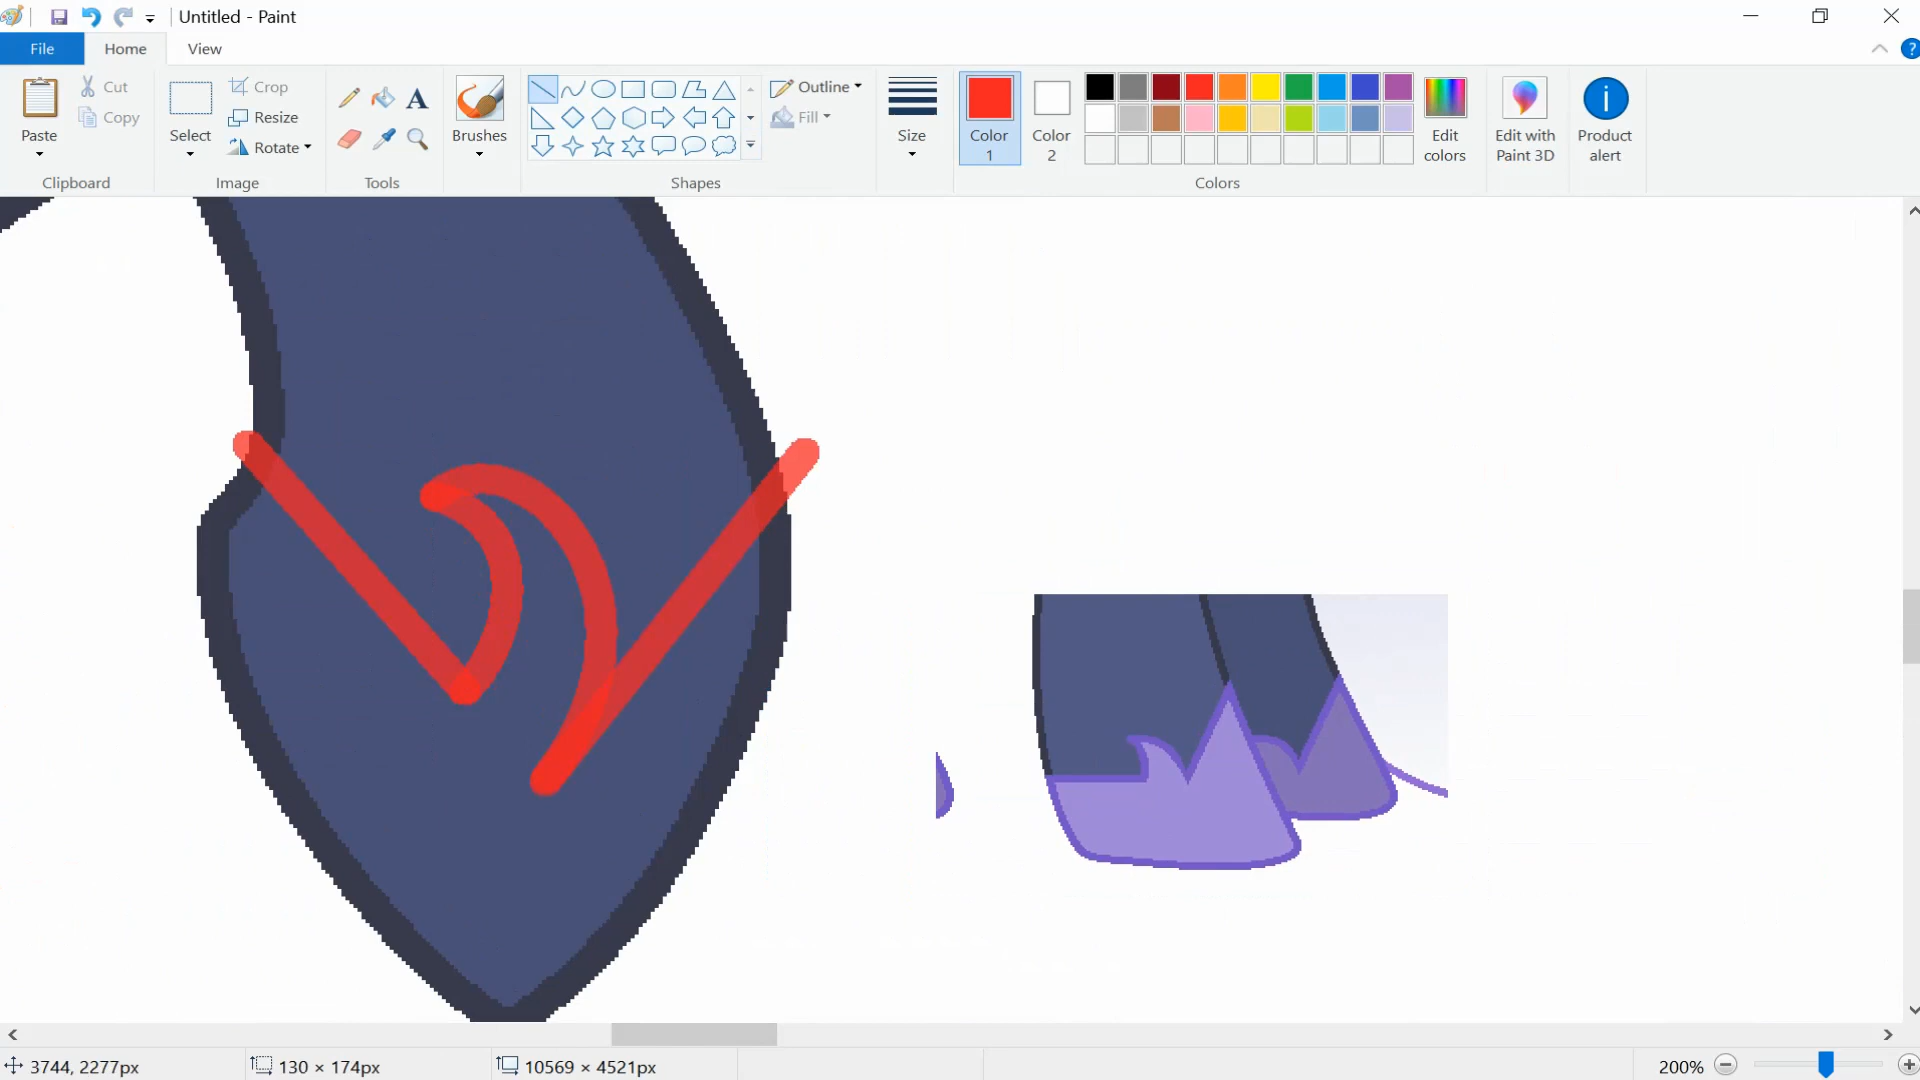 Untitled - Paint
File Home View
Paste
Cut
Copy
Clipboard
Select
Crop
Resize
Rotate
Image
Tools
Brushes
Outline
Fill
Shapes
Size
Color 1
Color 2
Edit colors
Colors
Edit with Paint 3D
Product alert
3744, 2277px 130 × 174px 10569 × 4521px 200%